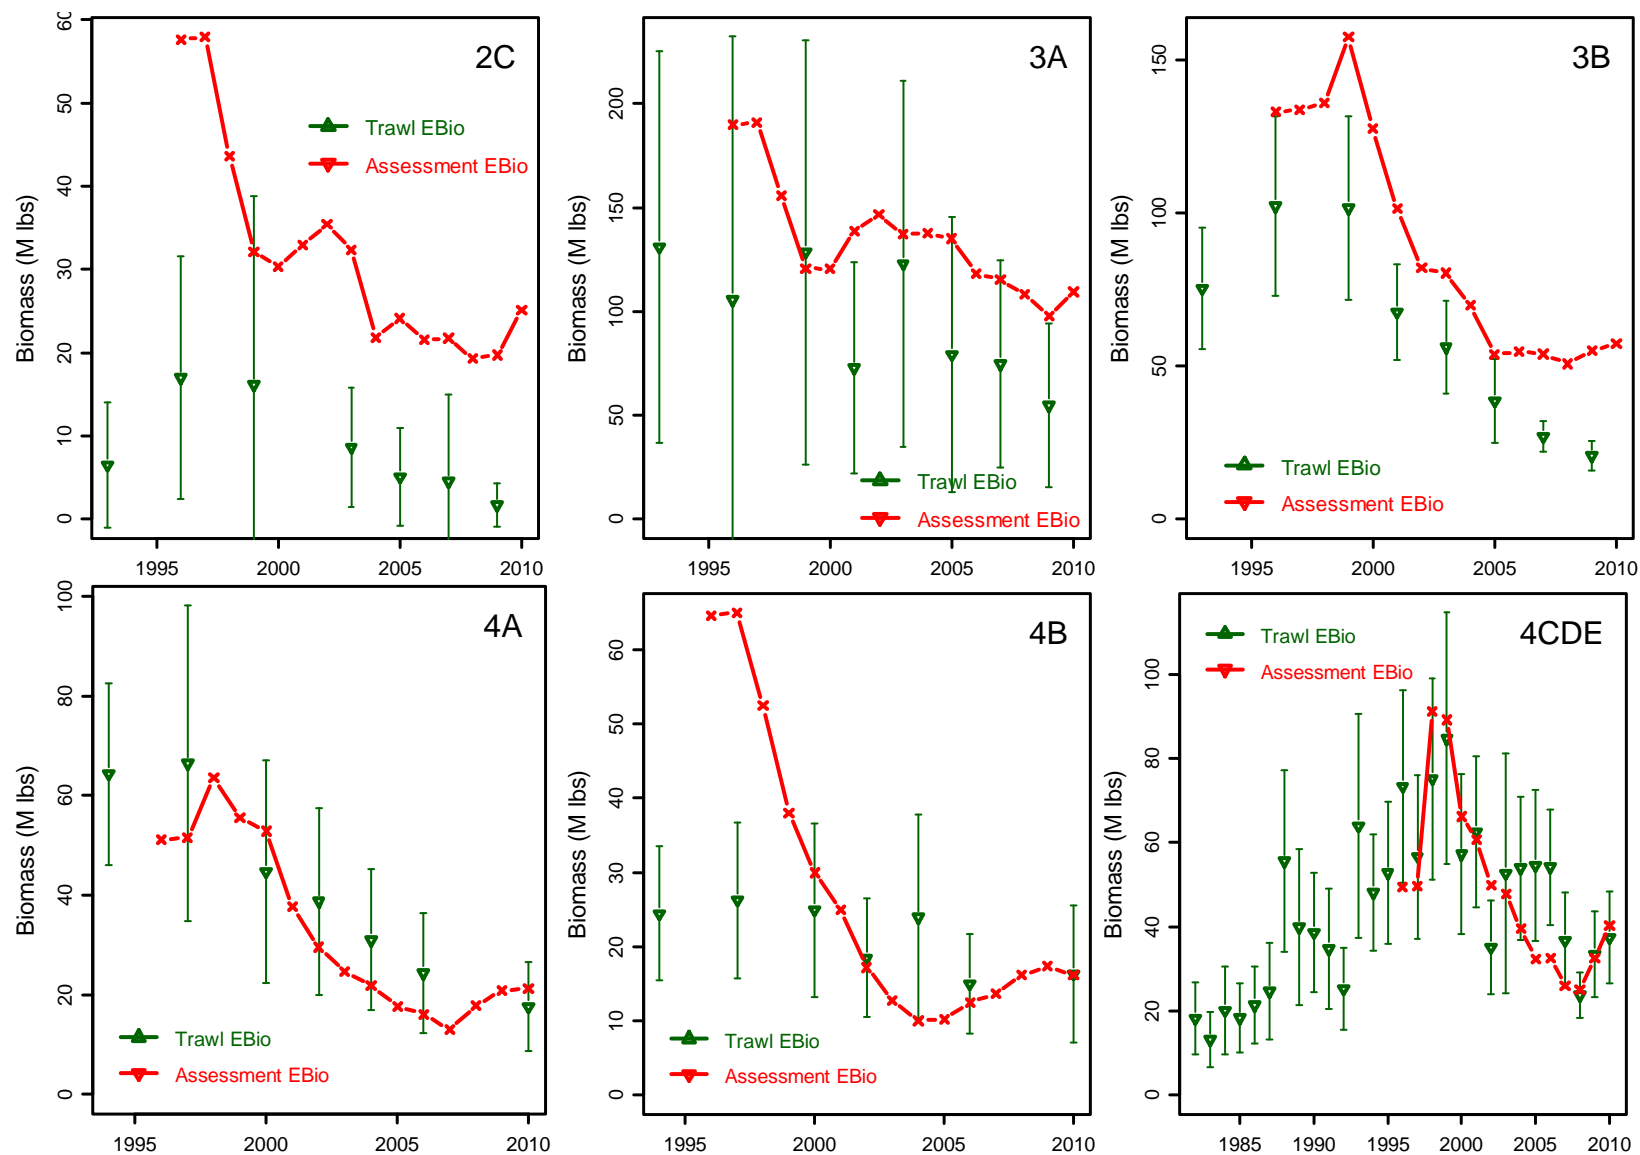 2C
Trawl EBio
Assessment EBio
Biomass (M lbs)
0 10 20 30 40 50 60
1995 2000 2005 2010
3A
Trawl EBio
Assessment EBio
Biomass (M lbs)
0 50 100 150 200
1995 2000 2005 2010
3B
Trawl EBio
Assessment EBio
Biomass (M lbs)
0 50 100 150
1995 2000 2005 2010
4A
Trawl EBio
Assessment EBio
Biomass (M lbs)
0 20 40 60 80 100
1995 2000 2005 2010
4B
Trawl EBio
Assessment EBio
Biomass (M lbs)
0 10 20 30 40 50 60
1995 2000 2005 2010
4CDE
Trawl EBio
Assessment EBio
Biomass (M lbs)
0 20 40 60 80 100
1985 1990 1995 2000 2005 2010